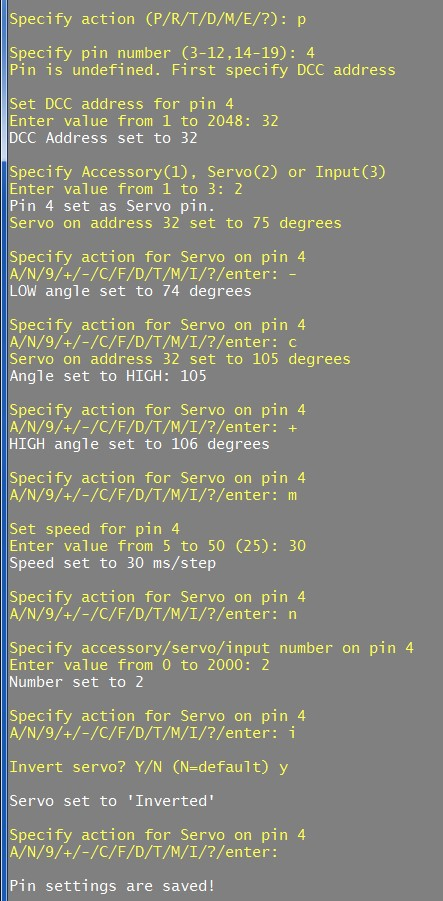 Specify action (P/R/T/D/M/E/?): p
Specify pin number (3-12,14-19): 4
Pin is undefined. First specify DCC address
Set DCC address for pin 4
Enter value from 1 to 2048: 32
DCC Address set to 32
Specify Accessory(1), Servo(2) or Input(3)
Enter value from 1 to 3: 2
Pin 4 set as Servo pin.
Servo on address 32 set to 75 degrees
Specify action for Servo on pin 4
A/N/9/+/-/C/F/D/T/M/I/?/enter: -
LOW angle set to 74 degrees
Specify action for Servo on pin 4
A/N/9/+/-/C/F/D/T/M/I/?/enter: c
Servo on address 32 set to 105 degrees
Angle set to HIGH: 105
Specify action for Servo on pin 4
A/N/9/+/-/C/F/D/T/M/I/?/enter: +
HIGH angle set to 106 degrees
Specify action for Servo on pin 4
A/N/9/+/-/C/F/D/T/M/I/?/enter: m
Set speed for pin 4
Enter value from 5 to 50 (25): 30
Speed set to 30 ms/step
Specify action for Servo on pin 4
A/N/9/+/-/C/F/D/T/M/I/?/enter: n
Specify accessory/servo/input number on pin 4
Enter value from 0 to 2000: 2
Number set to 2
Specify action for Servo on pin 4
A/N/9/+/-/C/F/D/T/M/I/?/enter: i
Invert servo? Y/N (N=default) y
Servo set to 'Inverted'
Specify action for Servo on pin 4
A/N/9/+/-/C/F/D/T/M/I/?/enter:
Pin settings are saved!